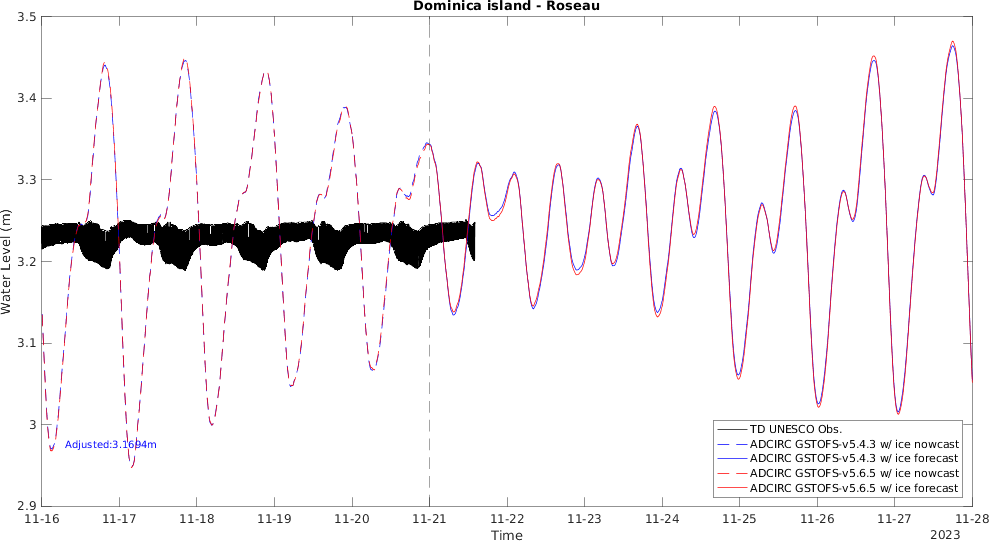 Dominica island - Roseau
3.5
3.4
3.3
3.2
3.1
3
2.9
Water Level (m)
Adjusted:3.1694m
TD UNESCO Obs.
ADCIRC GSTOFS-v5.4.3 w/ ice nowcast
ADCIRC GSTOFS-v5.4.3 w/ ice forecast
ADCIRC GSTOFS-v5.6.5 w/ ice nowcast
ADCIRC GSTOFS-v5.6.5 w/ ice forecast
11-16 11-17 11-18 11-19 11-20 11-21 11-22 11-23 11-24 11-25 11-26 11-27 11-28
Time
2023